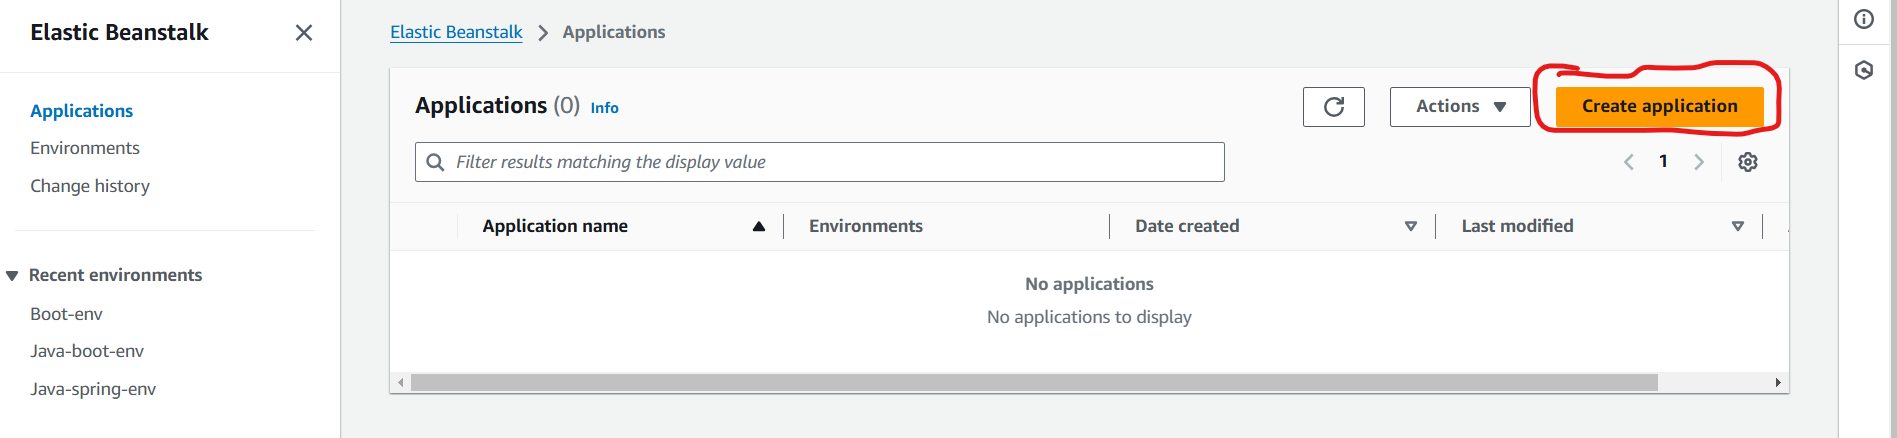 Elastic Beanstalk
Applications
Environments
Change history
Recent environments
Boot-env
Java-boot-env
Java-spring-env
Elastic Beanstalk > Applications
Applications (0) Info
Actions
Create application
Filter results matching the display value
1
Application name Environments Date created Last modified
No applications
No applications to display